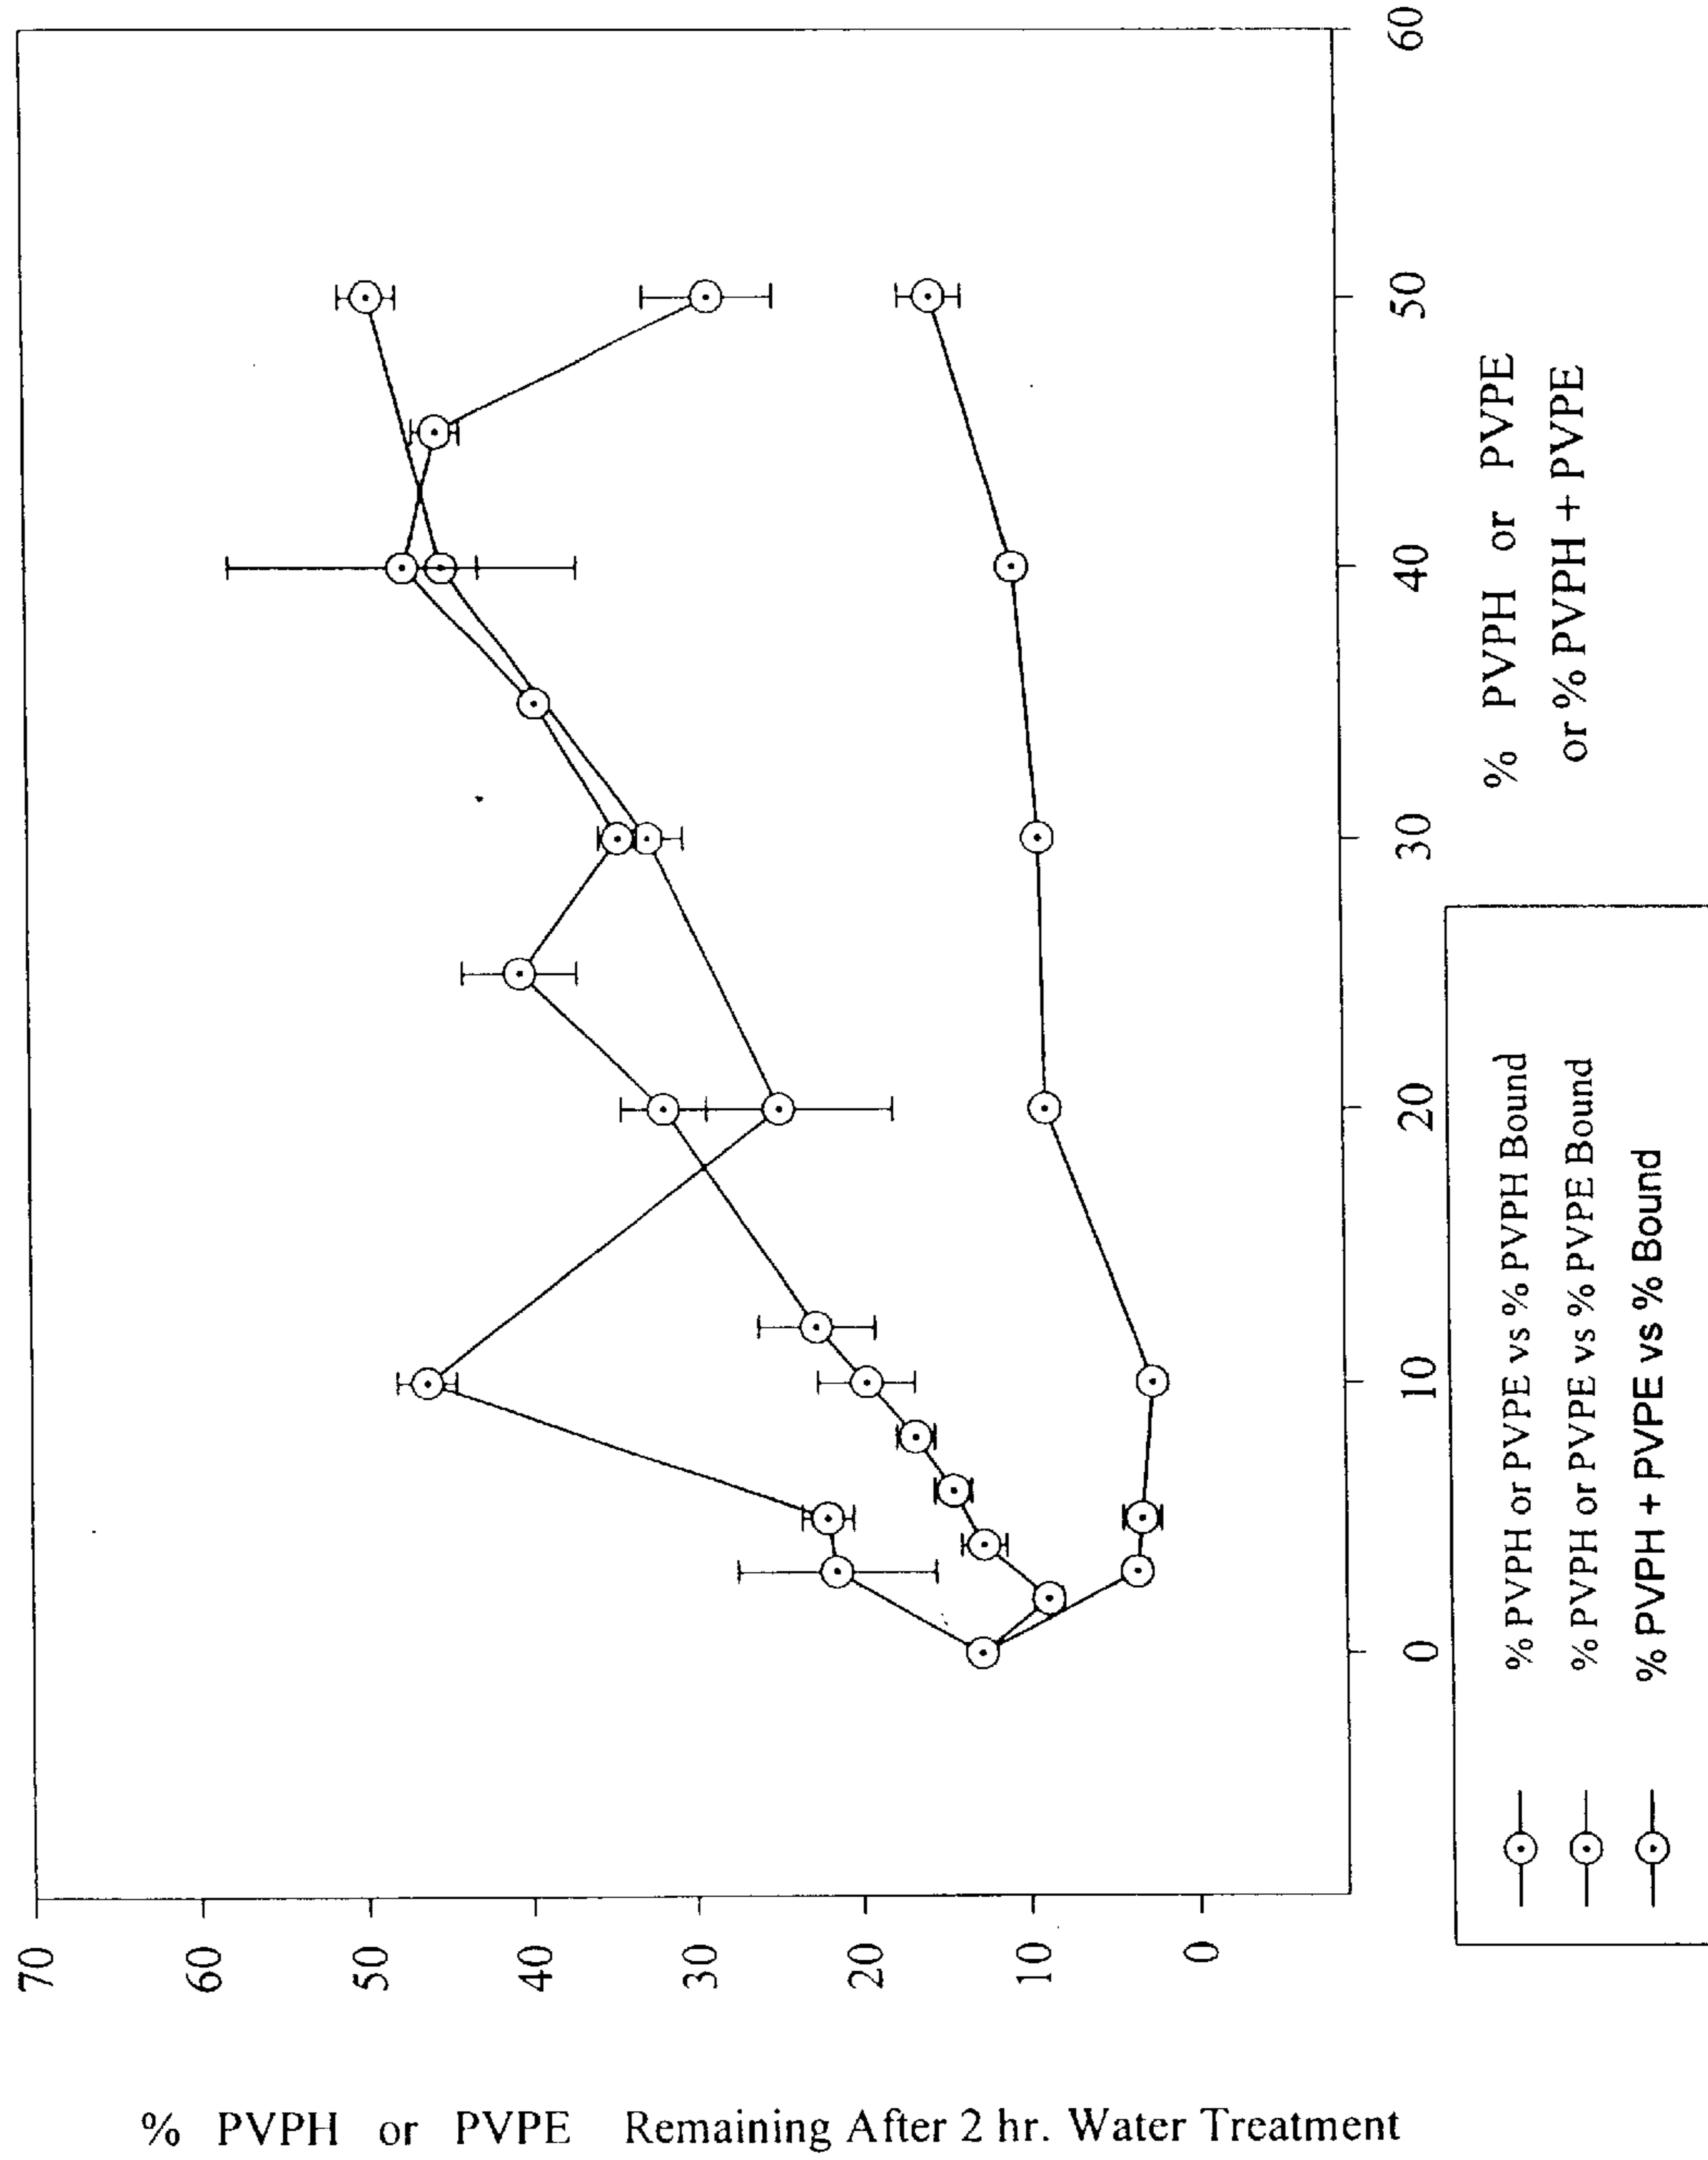 % PVPH or PVPE Remaining After 2 hr. Water Treatment
70
60
50
40
30
20
10
0
0
10
20
30
40
50
60
% PVPH or PVPE
or % PVPH + PVPE
% PVPH or PVPE vs % PVPH Bound
% PVPH or PVPE vs % PVPE Bound
% PVPH + PVPE vs % Bound